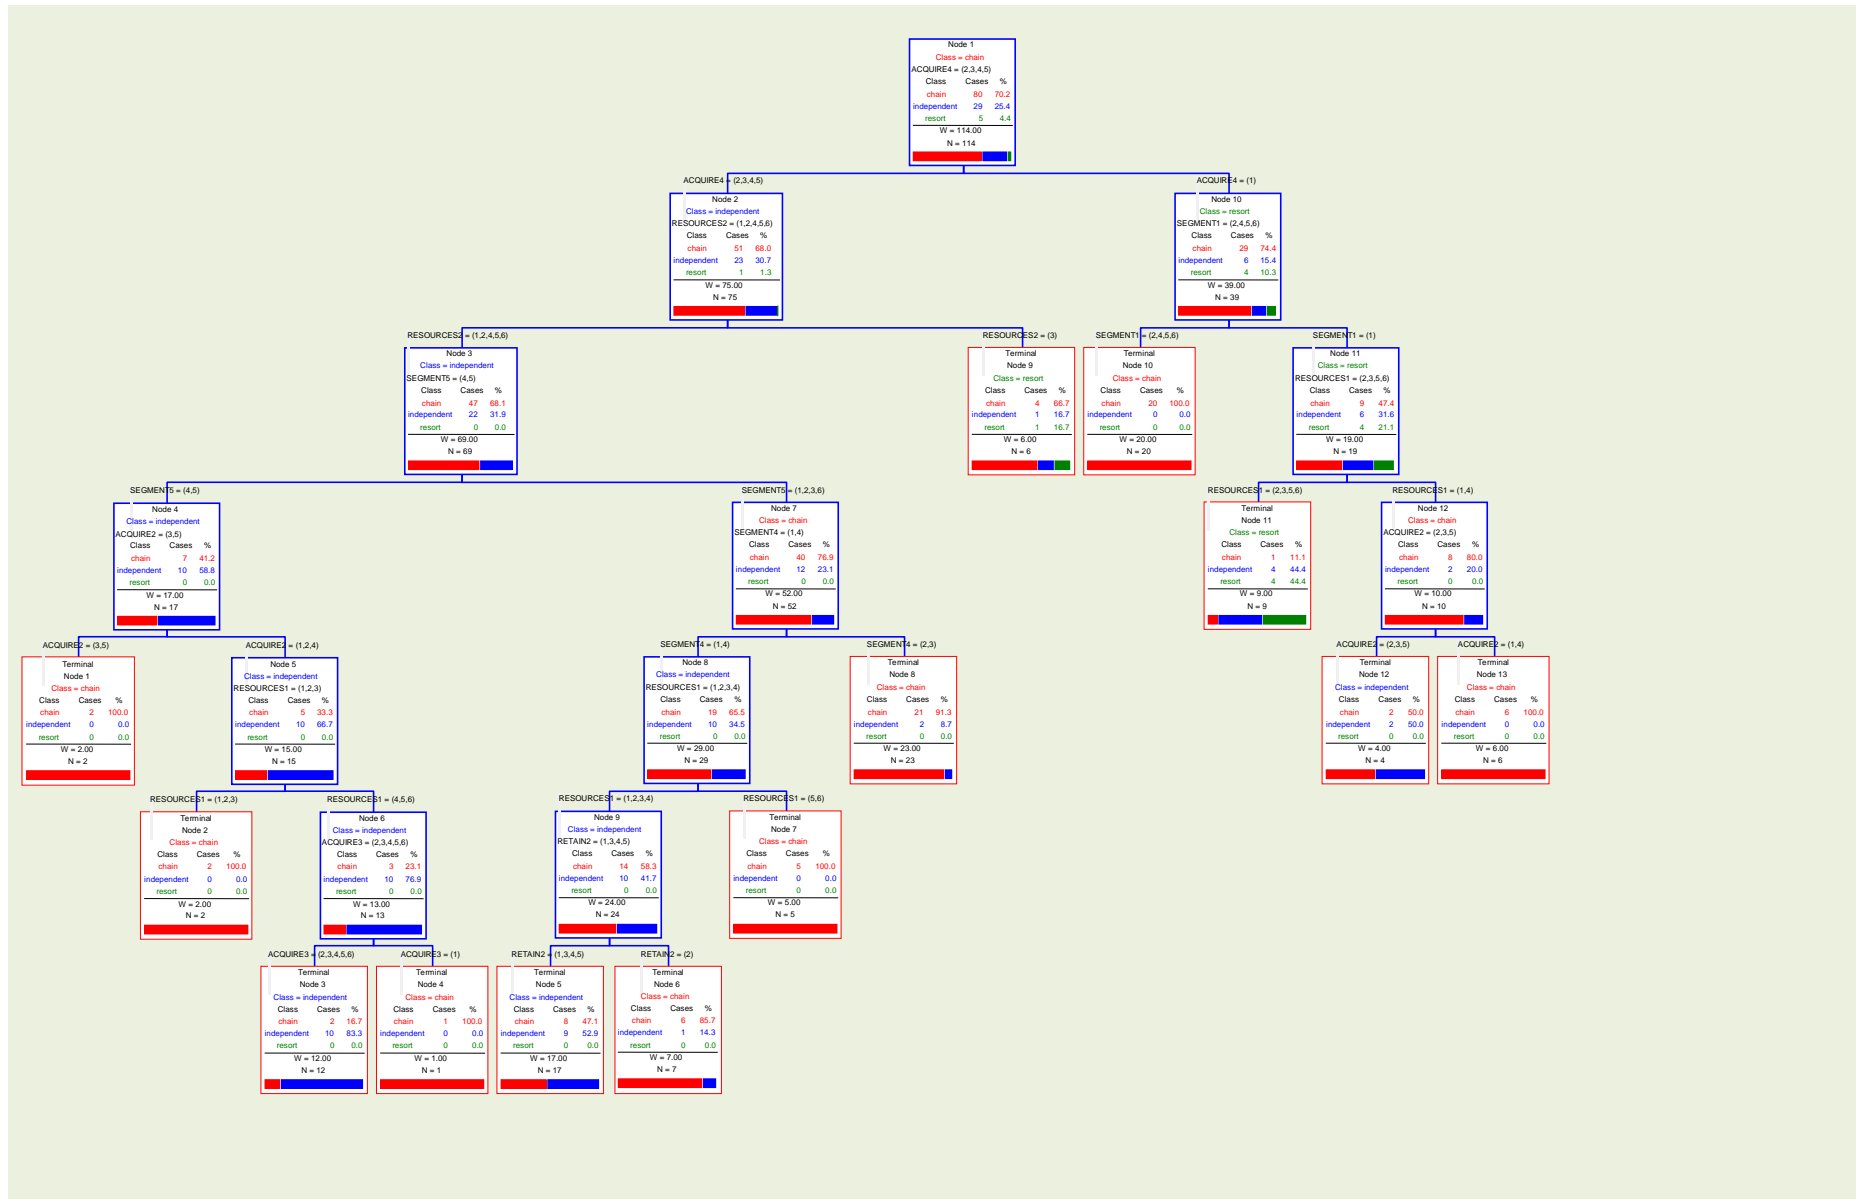 Node 1
Class = chain
ACQUIRE4 = (2,3,4,5)
Class Cases %
chain 80 70.2
independent 29 25.4
resort 5 4.4
W = 114.00
N = 114
ACQUIRE4 = (2,3,4,5)
ACQUIRE4 = (1)
Node 2
Class = independent
RESOURCES2 = (1,2,4,5,6)
Class Cases %
chain 51 68.0
independent 23 30.7
resort 1 1.3
W = 75.00
N = 75
Node 10
Class = resort
SEGMENT1 = (2,4,5,6)
Class Cases %
chain 29 74.4
independent 6 15.4
resort 4 10.3
W = 39.00
N = 39
RESOURCES2 = (1,2,4,5,6)
RESOURCES2 = (3)
SEGMENT1 = (2,4,5,6)
SEGMENT1 = (1)
Node 3
Class = independent
SEGMENT5 = (4,5)
Class Cases %
chain 47 68.1
independent 22 31.9
resort 0 0.0
W = 69.00
N = 69
Terminal
Node 9
Class = resort
Class Cases %
chain 4 66.7
independent 1 16.7
resort 1 16.7
W = 6.00
N = 6
Terminal
Node 10
Class = chain
Class Cases %
chain 20 100.0
independent 0 0.0
resort 0 0.0
W = 20.00
N = 20
Node 11
Class = resort
RESOURCES1 = (2,3,5,6)
Class Cases %
chain 9 47.4
independent 6 31.6
resort 4 21.1
W = 19.00
N = 19
SEGMENT5 = (4,5)
SEGMENT5 = (1,2,3,6)
RESOURCES1 = (2,3,5,6)
RESOURCES1 = (1,4)
Node 4
Class = independent
ACQUIRE2 = (3,5)
Class Cases %
chain 7 41.2
independent 10 58.8
resort 0 0.0
W = 17.00
N = 17
Node 7
Class = chain
SEGMENT4 = (1,4)
Class Cases %
chain 40 76.9
independent 12 23.1
resort 0 0.0
W = 52.00
N = 52
Terminal
Node 11
Class = resort
Class Cases %
chain 1 11.1
independent 4 44.4
resort 4 44.4
W = 9.00
N = 9
Node 12
Class = chain
ACQUIRE2 = (2,3,5)
Class Cases %
chain 8 80.0
independent 2 20.0
resort 0 0.0
W = 10.00
N = 10
ACQUIRE2 = (3,5)
ACQUIRE2 = (1,2,4)
SEGMENT4 = (1,4)
SEGMENT4 = (2,3)
ACQUIRE2 = (2,3,5)
ACQUIRE2 = (1,4)
Terminal
Node 1
Class = chain
Class Cases %
chain 2 100.0
independent 0 0.0
resort 0 0.0
W = 2.00
N = 2
Node 5
Class = independent
RESOURCES1 = (1,2,3)
Class Cases %
chain 5 33.3
independent 10 66.7
resort 0 0.0
W = 15.00
N = 15
Node 8
Class = independent
RESOURCES1 = (1,2,3,4)
Class Cases %
chain 19 65.5
independent 10 34.5
resort 0 0.0
W = 29.00
N = 29
Terminal
Node 8
Class = chain
Class Cases %
chain 21 91.3
independent 2 8.7
resort 0 0.0
W = 23.00
N = 23
Terminal
Node 12
Class = independent
Class Cases %
chain 2 50.0
independent 2 50.0
resort 0 0.0
W = 4.00
N = 4
Terminal
Node 13
Class = chain
Class Cases %
chain 6 100.0
independent 0 0.0
resort 0 0.0
W = 6.00
N = 6
RESOURCES1 = (1,2,3)
RESOURCES1 = (4,5,6)
RESOURCES1 = (1,2,3,4)
RESOURCES1 = (5,6)
Terminal
Node 2
Class = chain
Class Cases %
chain 2 100.0
independent 0 0.0
resort 0 0.0
W = 2.00
N = 2
Node 6
Class = independent
ACQUIRE3 = (2,3,4,5,6)
Class Cases %
chain 3 23.1
independent 10 76.9
resort 0 0.0
W = 13.00
N = 13
Node 9
Class = independent
RETAIN2 = (1,3,4,5)
Class Cases %
chain 14 58.3
independent 10 41.7
resort 0 0.0
W = 24.00
N = 24
Terminal
Node 7
Class = chain
Class Cases %
chain 5 100.0
independent 0 0.0
resort 0 0.0
W = 5.00
N = 5
ACQUIRE3 = (2,3,4,5,6)
ACQUIRE3 = (1)
RETAIN2 = (1,3,4,5)
RETAIN2 = (2)
Terminal
Node 3
Class = independent
Class Cases %
chain 2 16.7
independent 10 83.3
resort 0 0.0
W = 12.00
N = 12
Terminal
Node 4
Class = chain
Class Cases %
chain 1 100.0
independent 0 0.0
resort 0 0.0
W = 1.00
N = 1
Terminal
Node 5
Class = independent
Class Cases %
chain 8 47.1
independent 9 52.9
resort 0 0.0
W = 17.00
N = 17
Terminal
Node 6
Class = chain
Class Cases %
chain 6 85.7
independent 1 14.3
resort 0 0.0
W = 7.00
N = 7